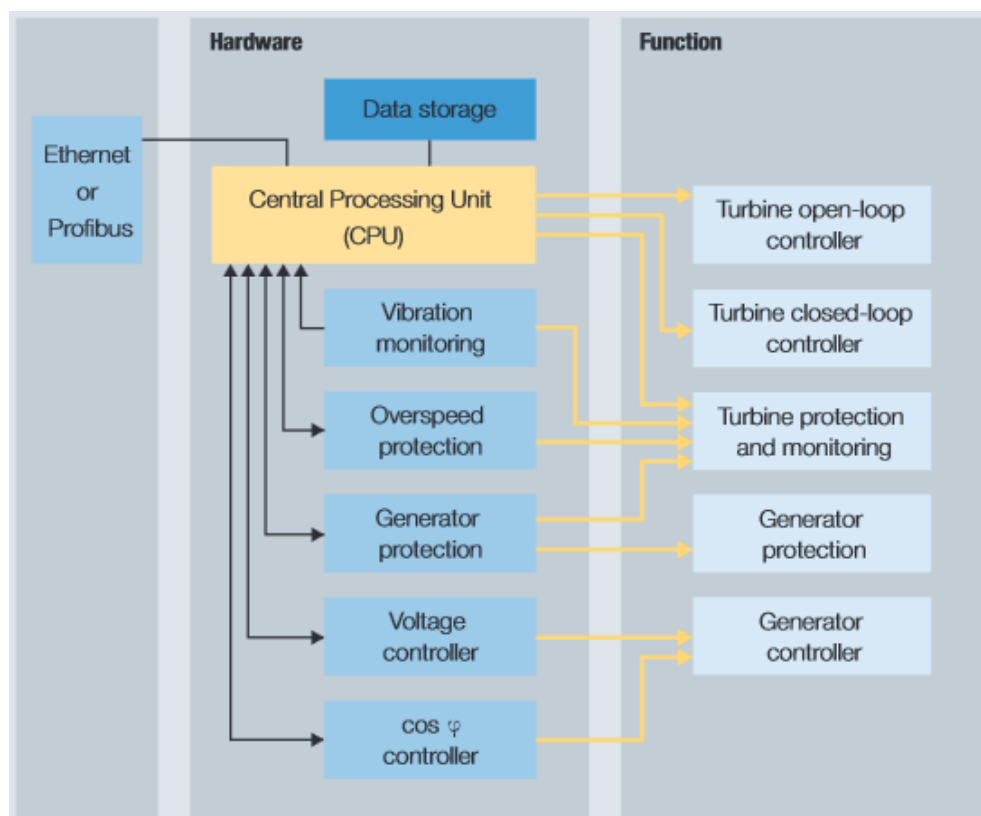 Hardware
Function
Data storage
Ethernet
or
Profibus
Central Processing Unit
(CPU)
Turbine open-loop
controller
Vibration
monitoring
Turbine closed-loop
controller
Overspeed
protection
Turbine protection
and monitoring
Generator
protection
Generator
protection
Voltage
controller
Generator
controller
cos φ
controller